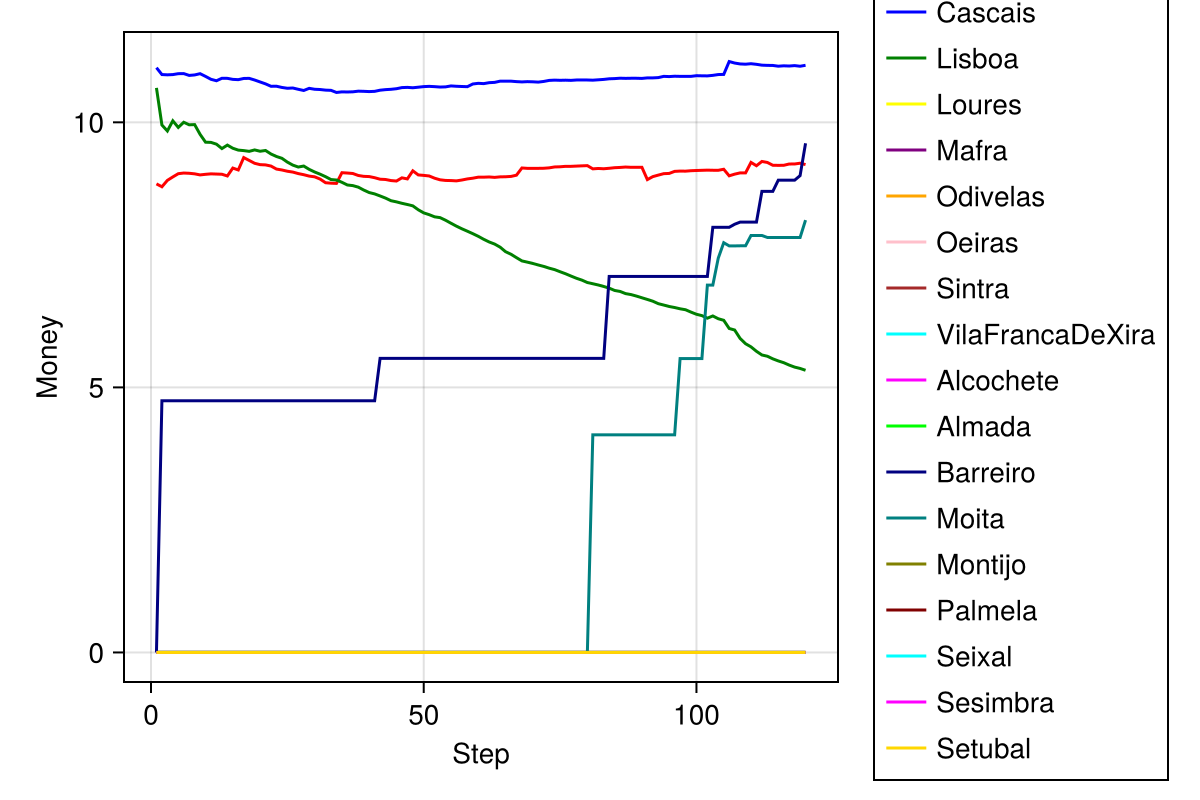 10
5
0
Money
0
50
100
Step
Cascais
Lisboa
Loures
Mafra
Odivelas
Oeiras
Sintra
VilaFrancaDeXira
Alcochete
Almada
Barreiro
Moita
Montijo
Palmela
Seixal
Sesimbra
Setubal